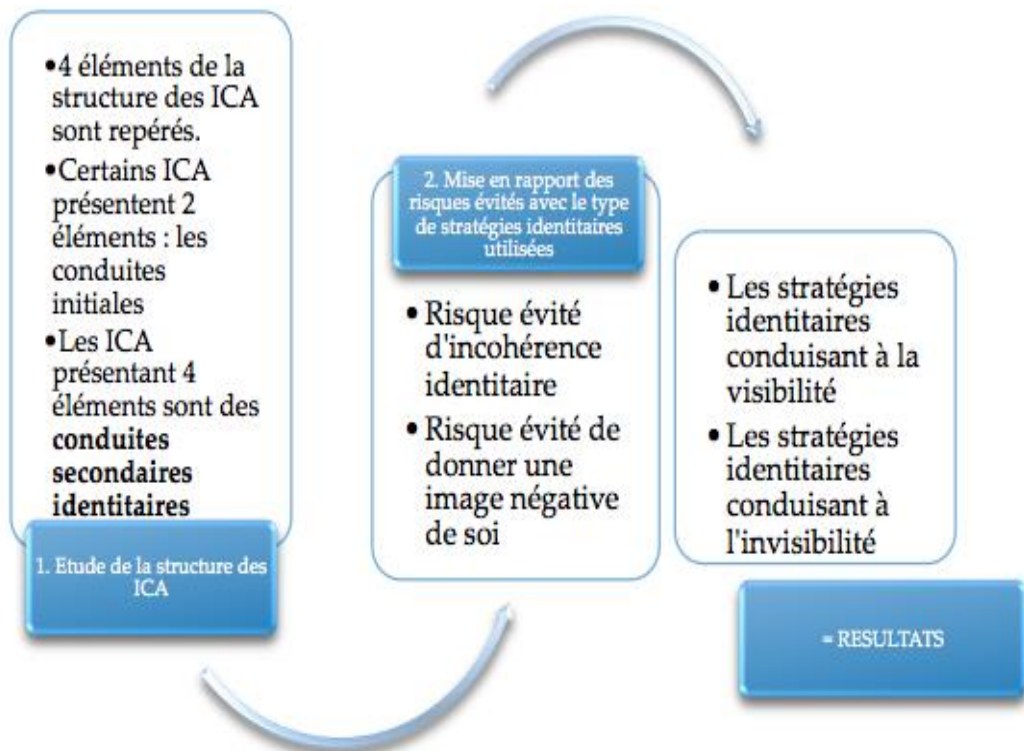 •4 éléments de la
structure des ICA
sont repérés.
•Certains ICA
présentent 2
éléments : les
conduites
initiales
•Les ICA
présentant 4
éléments sont des
conduites
secondaires
identitaires
1. Etude de la structure des
ICA
2. Mise en rapport des
risques évités avec le type
de stratégies identitaires
utilisées
• Risque évité
d'incohérence
identitaire
• Risque évité de
donner une
image négative
de soi
• Les stratégies
identitaires
conduisant à la
visibilité
• Les stratégies
identitaires
conduisant à
l'invisibilité
= RESULTATS